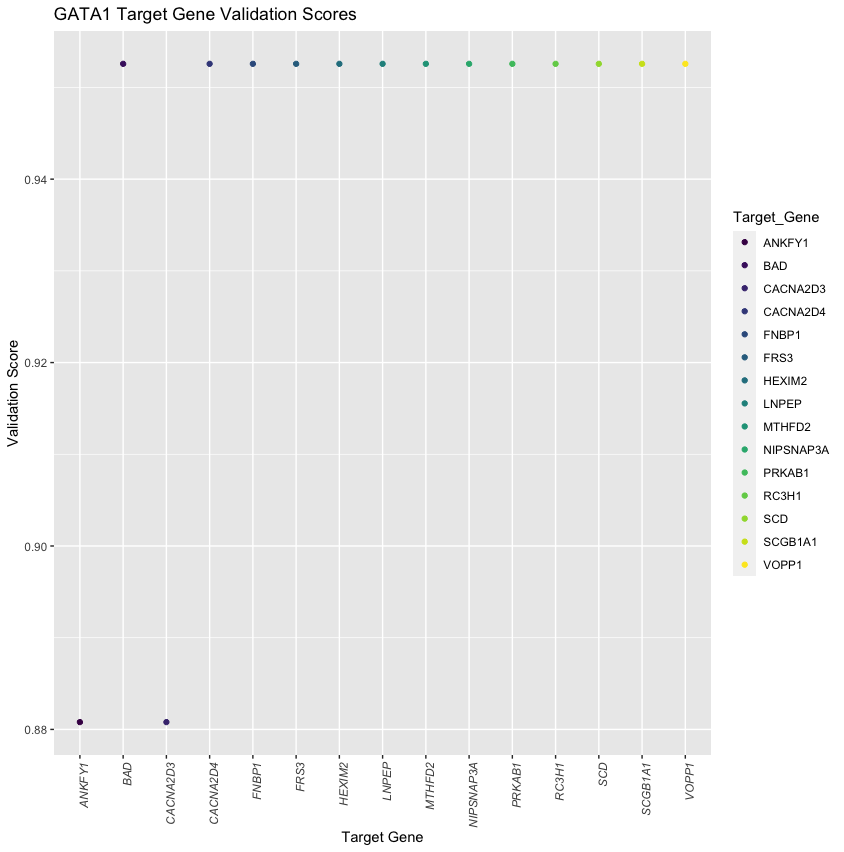 GATA1 Target Gene Validation Scores
0.94
0.92
0.90
0.88
Validation Score
ANKFY1
BAD
CACNA2D3
CACNA2D4
FNBP1
FRS3
HEXIM2
LNPEP
MTHFD2
NIPSNAP3A
PRKAB1
RC3H1
SCD
SCGB1A1
VOPP1
Target Gene
Target_Gene
ANKFY1
BAD
CACNA2D3
CACNA2D4
FNBP1
FRS3
HEXIM2
LNPEP
MTHFD2
NIPSNAP3A
PRKAB1
RC3H1
SCD
SCGB1A1
VOPP1